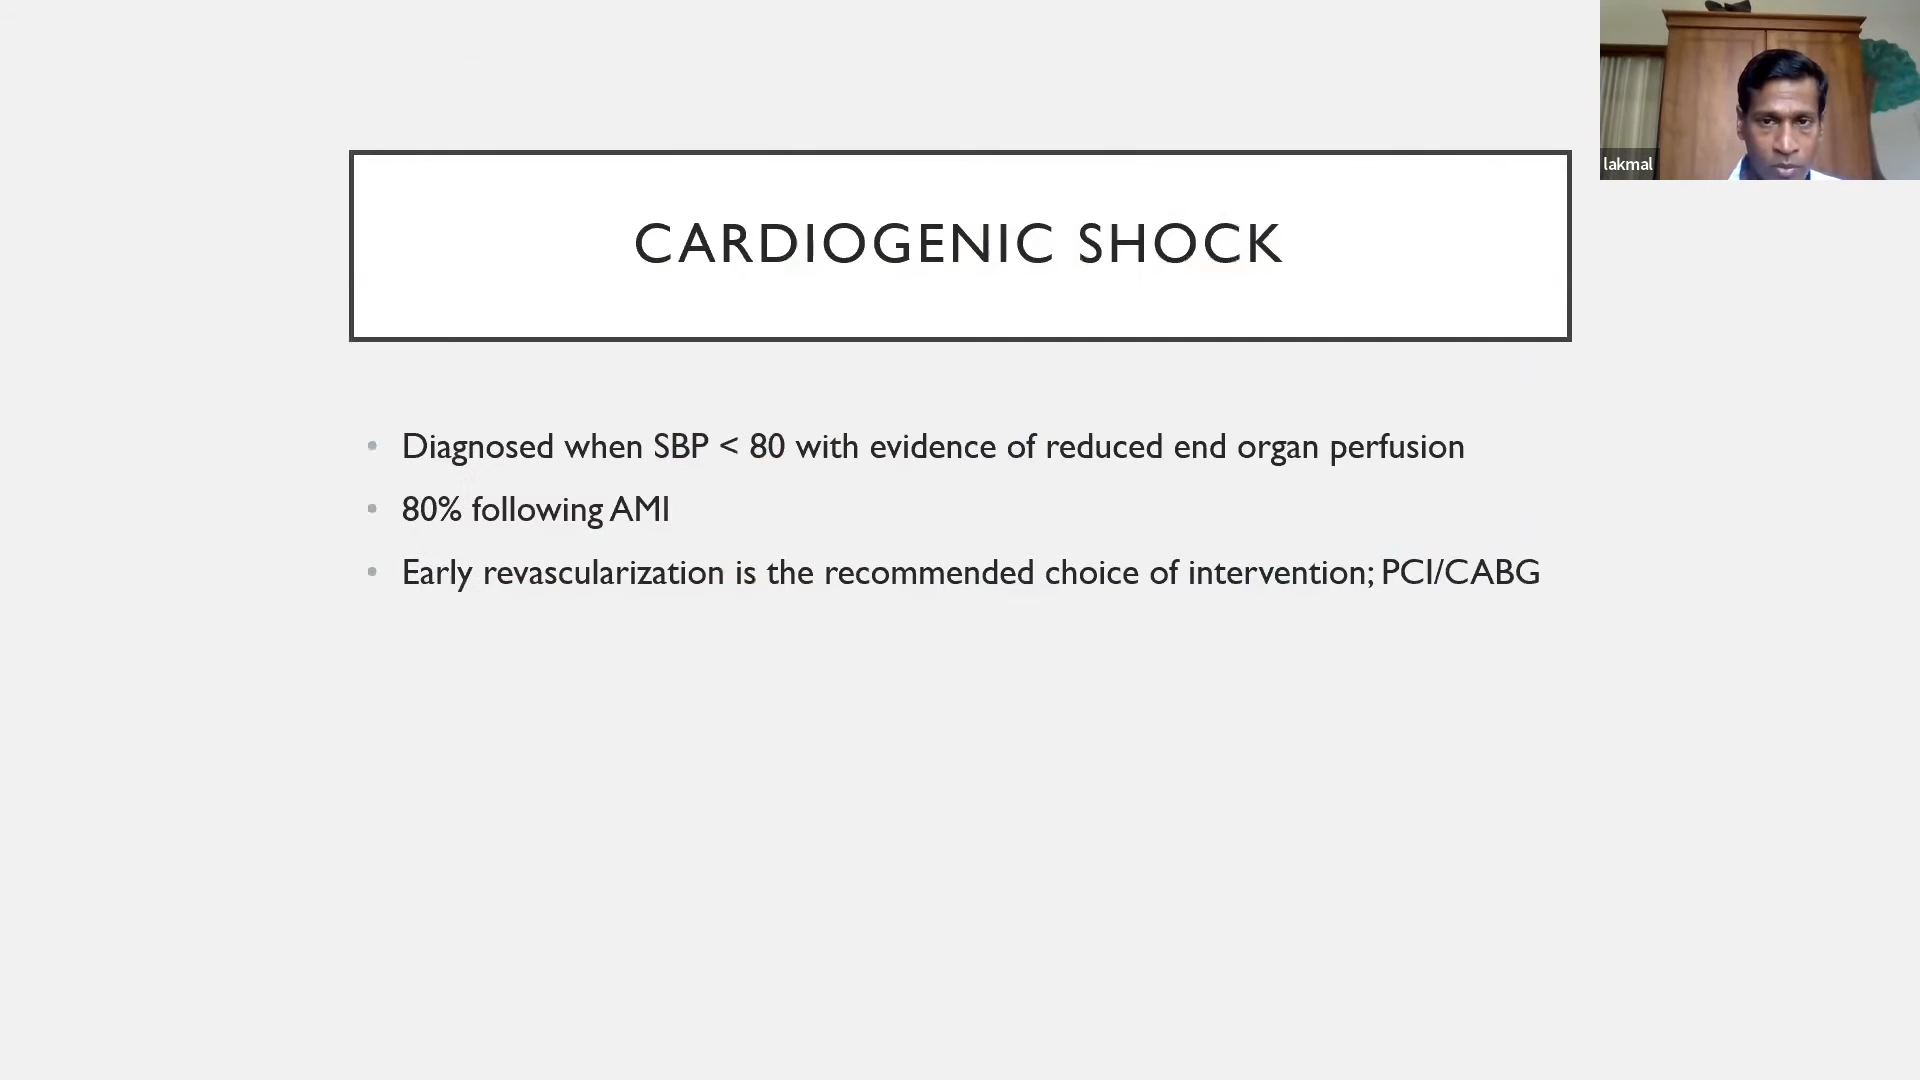 CARDIOGENIC SHOCK
• Diagnosed when SBP < 80 with evidence of reduced end organ perfusion
• 80% following AMI
• Early revascularization is the recommended choice of intervention; PCI/CABG
lakmal